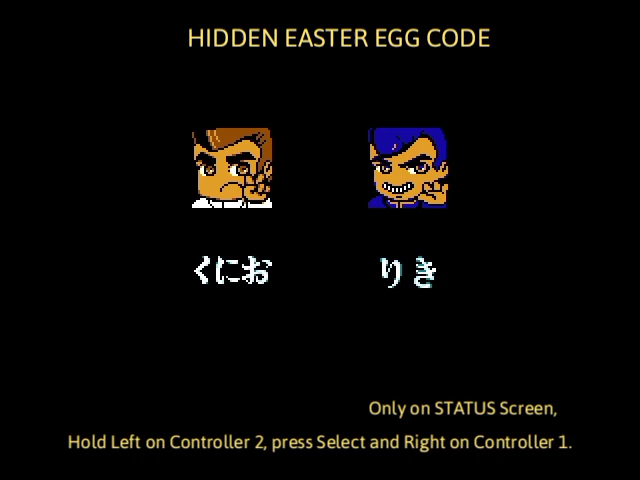 HIDDEN EASTER EGG CODE
くにお りき
Only on STATUS Screen,
Hold Left on Controller 2, press Select and Right on Controller 1.